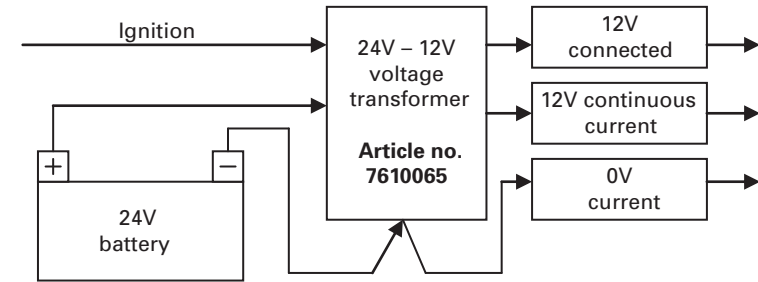 Ignition
24V – 12V
voltage
transformer
Article no.
7610065
12V
connected
12V continuous
current
0V
current
+
−
24V
battery